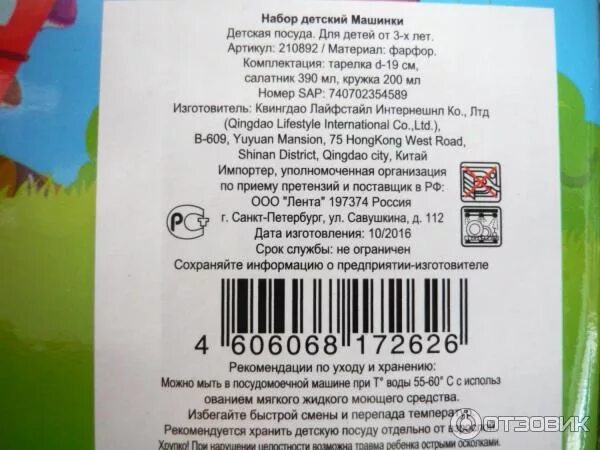 Набор детский Машинки
Детская посуда. Для детей от 3-х лет.
Артикул: 210892 / Материал: фарфор.
Комплектация: тарелка d-19 см,
салатник 390 мл, кружка 200 мл
Номер SAP: 740702354589
Изготовитель: Квингдао Лайфстайл Интернешнл Ко., Лтд
(Qingdao Lifestyle International Co.,Ltd.),
B-609, Yuyuan Mansion, 75 HongKong West Road,
Shinan District, Qingdao city, Китай
Импортер, уполномоченная организация
по приему претензий и поставщик в РФ:
ООО "Лента" 197374 Россия
г. Санкт-Петербург, ул. Савушкина, д. 112
Дата изготовления: 10/2016
Срок службы: не ограничен
Сохраняйте информацию о предприятии-изготовителе
РСТ
4 606068 172626
Рекомендации по уходу и хранению:
Можно мыть в посудомоечной машине при Т° воды 55-60° С с использ
ованием мягкого жидкого моющего средства.
Избегайте быстрой смены и перепада температур.
Рекомендуется хранить детскую посуду отдельно от взрослой
Хрупко! При нарушении целостности возможна травма ребенка острыми осколками.
ОТЗОВИК